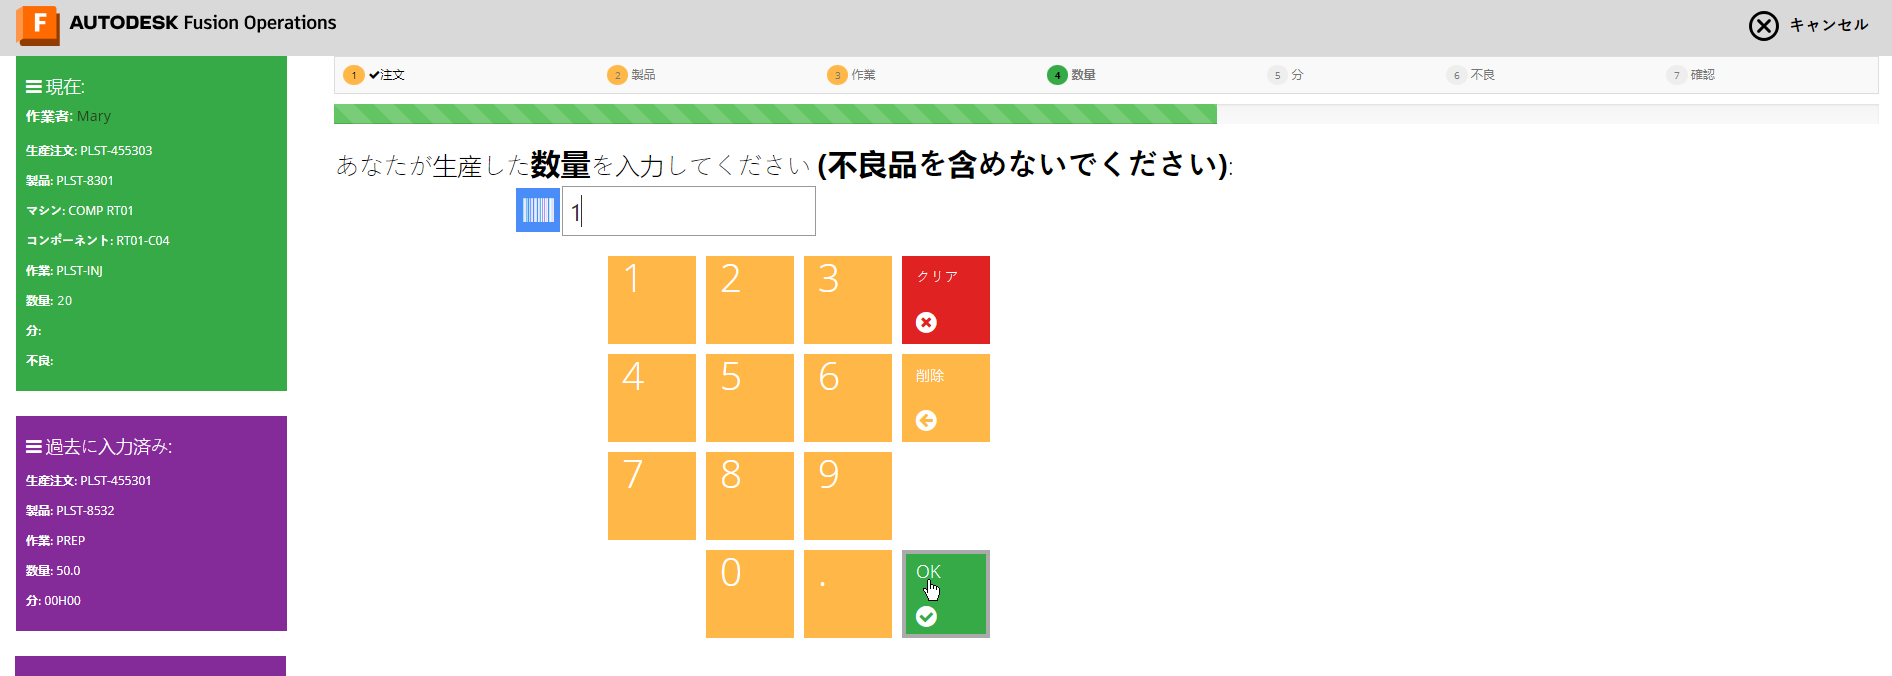 F AUTODESK Fusion Operations
キャンセル
現在:
作業者: Mary
生産注文: PLST-455303
製品: PLST-8301
マシン: COMP RT01
コンポーネント: RT01-C04
作業: PLST-INJ
数量: 20
分:
不良:
過去に入力済み:
生産注文: PLST-455301
製品: PLST-8532
作業: PREP
数量: 50.0
分: 00H00
1 注文 2 製品 3 作業 4 数量 5 分 6 不良 7 確認
あなたが生産した数量を入力してください (不良品を含めないでください):
1
1 2 3 クリア
4 5 6 削除
7 8 9
0 . OK